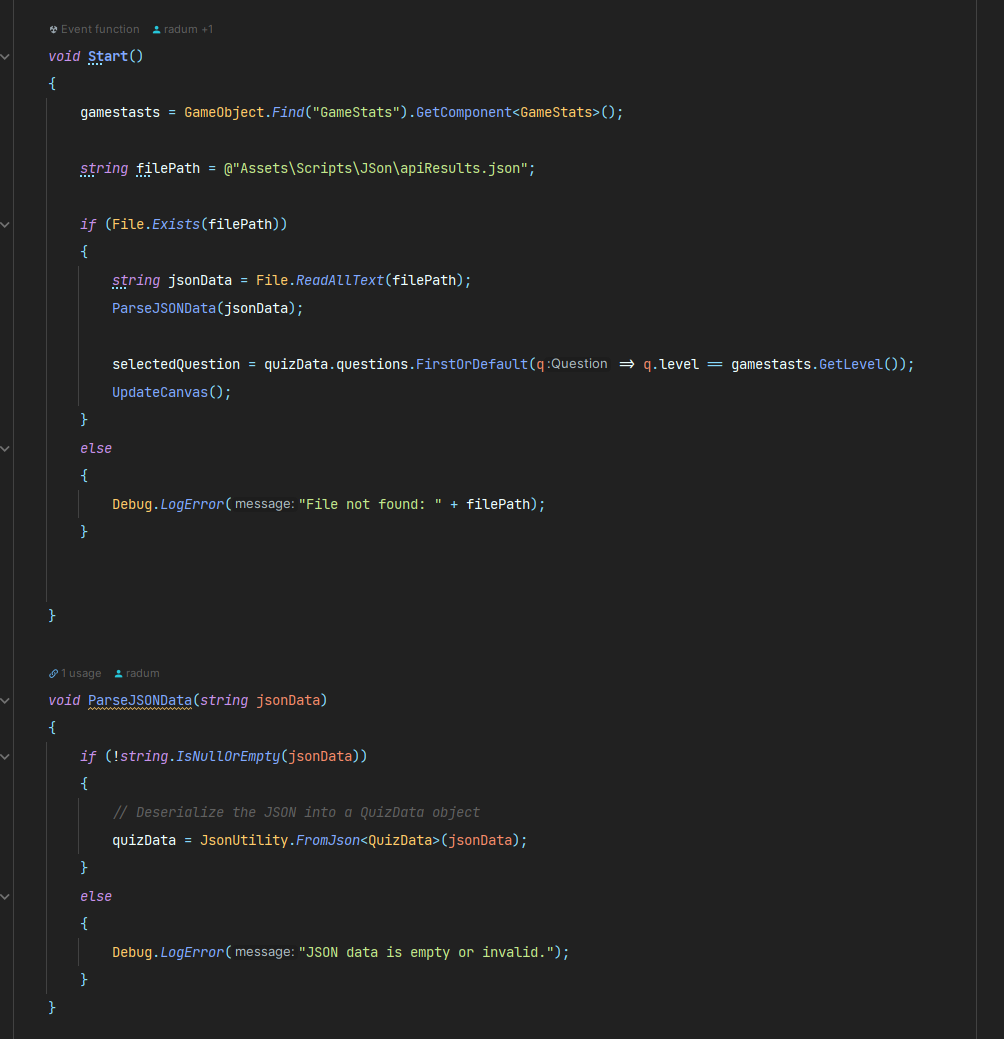 Event function radum +1
void Start()
{
gamestasts = GameObject.Find("GameStats").GetComponent<GameStats>();
string filePath = @"Assets\Scripts\JSon\apiResults.json";
if (File.Exists(filePath))
{
string jsonData = File.ReadAllText(filePath);
ParseJSONData(jsonData);
selectedQuestion = quizData.questions.FirstOrDefault(q:Question => q.level == gamestasts.GetLevel());
UpdateCanvas();
}
else
{
Debug.LogError(message: "File not found: " + filePath);
}
}
1 usage radum
void ParseJSONData(string jsonData)
{
if (!string.IsNullOrEmpty(jsonData))
{
// Deserialize the JSON into a QuizData object
quizData = JsonUtility.FromJson<QuizData>(jsonData);
}
else
{
Debug.LogError(message: "JSON data is empty or invalid.");
}
}